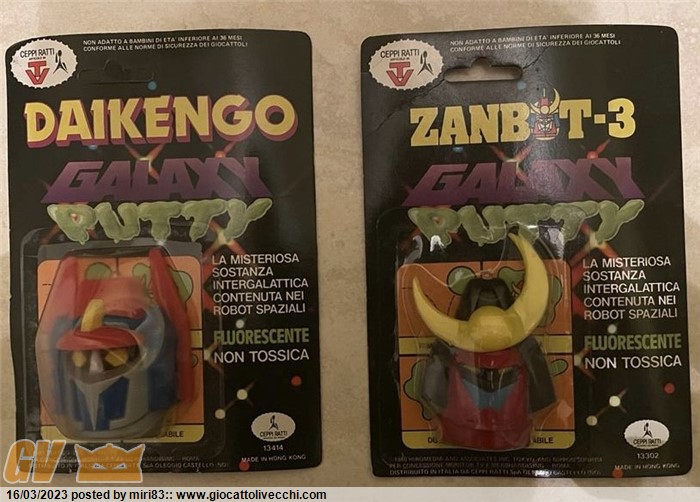 NON ADATTO A BAMBINI DI ETA' INFERIORE AI 36 MESI
CONFORME ALLE NORME DI SICUREZZA DEI GIOCATTOLI
CEPPI RATTI
TV
DAIKENGO
GALAXY
PUTTY
LA MISTERIOSA
SOSTANZA
INTERGALATTICA
CONTENUTA NEI
ROBOT SPAZIALI
FLUORESCENTE
NON TOSSICA
CEPPI RATTI
13414
MADE IN HONG KONG
NON ADATTO A BAMBINI DI ETA' INFERIORE AI 36 MESI
CONFORME ALLE NORME DI SICUREZZA DEI GIOCATTOLI
CEPPI RATTI
TV
ZANBOT-3
GALAXY
PUTTY
LA MISTERIOSA
SOSTANZA
INTERGALATTICA
CONTENUTA NEI
ROBOT SPAZIALI
FLUORESCENTE
NON TOSSICA
CEPPI RATTI
13302
MADE IN HONG KONG
GV
16/03/2023 posted by miri83:: www.giocattolivecchi.com